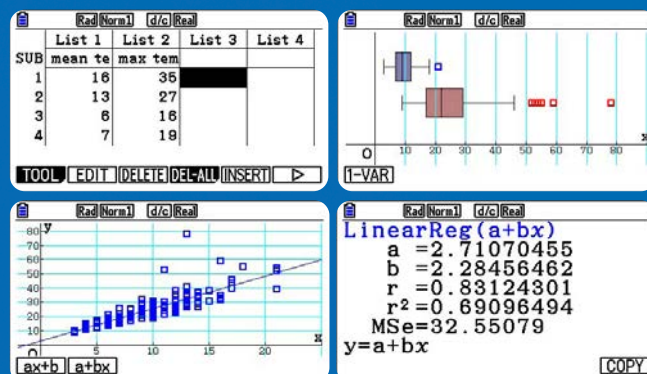 Rad Norm1 d/c Real
List 1 List 2 List 3 List 4
SUB mean te max tem
1 16 35
2 13 27
3 6 16
4 7 19
TOOL EDIT DELETE DEL-ALL INSERT ▷
Rad Norm1 d/c Real
O 10 20 30 40 50 60 70 80 x
1-VAR
Rad Norm1 d/c Real
y
80
70
60
50
40
30
20
10
O 5 10 15 20 x
ax+b a+bx
Rad Norm1 d/c Real
LinearReg(a+bx)
a =2.71070455
b =2.28456462
r =0.83124301
r²=0.69096494
MSe=32.55079
y=a+bx
COPY